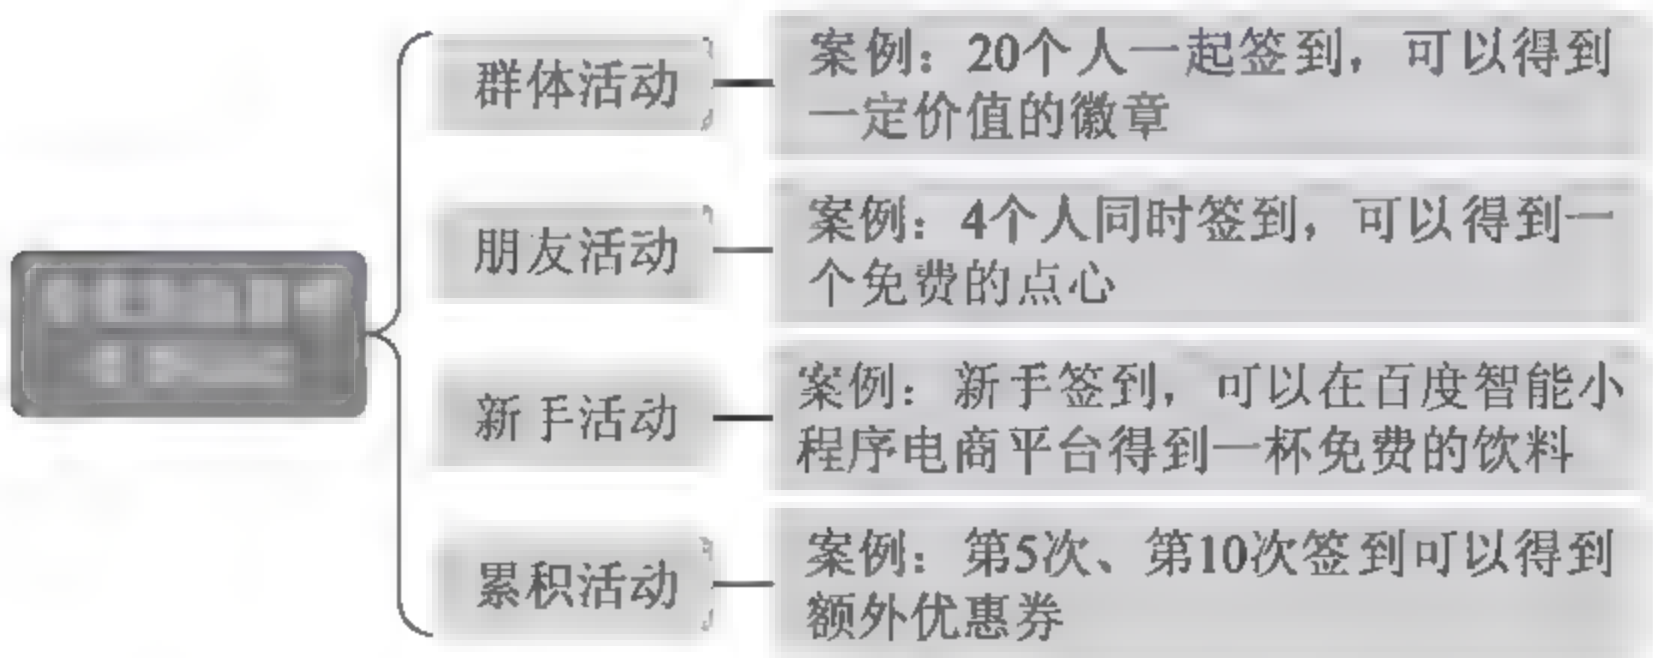 群体活动
案例：20个人一起签到，可以得到
一定价值的徽章
朋友活动
案例：4个人同时签到，可以得到一
个免费的点心
新手活动
案例：新手签到，可以在百度智能小
程序电商平台得到一杯免费的饮料
累积活动
案例：第5次、第10次签到可以得到
额外优惠券